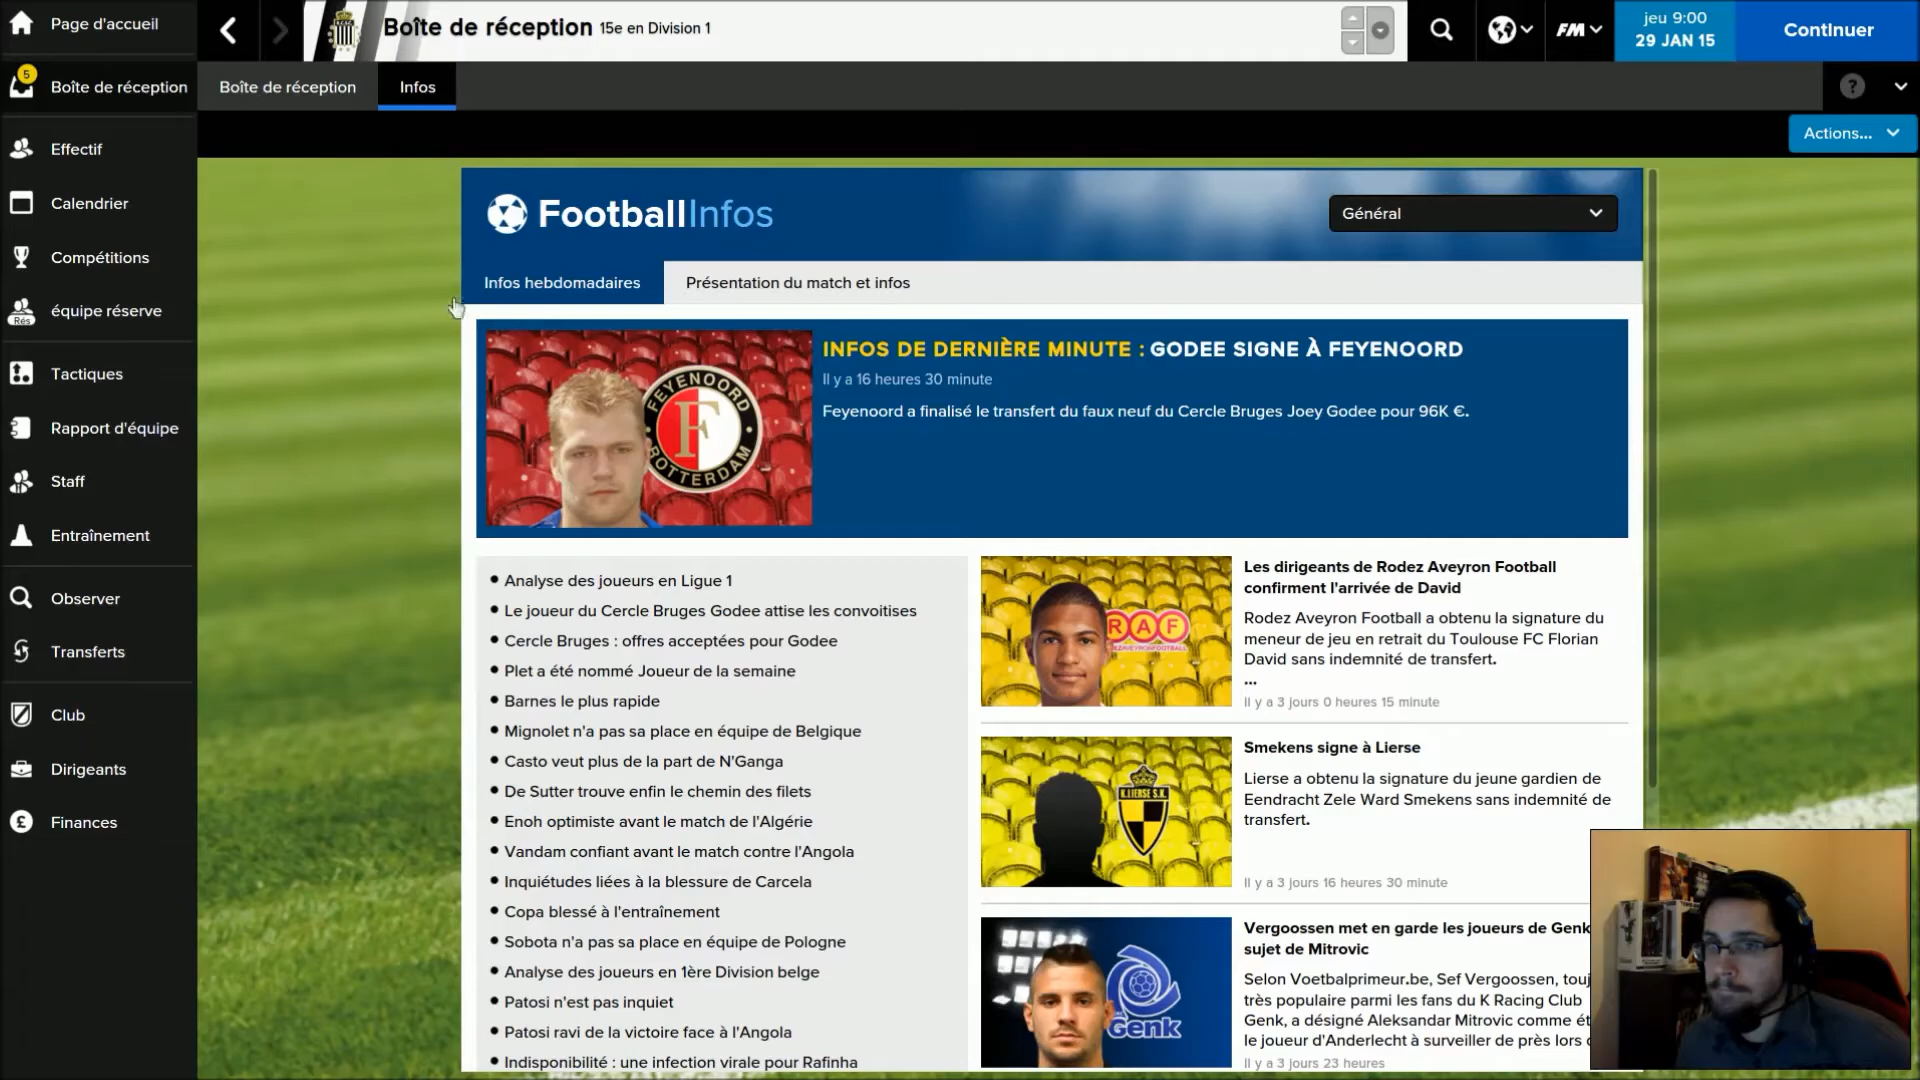 Page d'accueil
Boîte de réception 15e en Division 1
FM
jeu 9:00
29 JAN 15
Continuer
5
Boîte de réception
Boîte de réception
Infos
?
Actions...
Effectif
Calendrier
Compétitions
Rés
équipe réserve
Tactiques
Rapport d'équipe
Staff
Entraînement
Observer
Transferts
Club
Dirigeants
£
Finances
FootballInfos
Général
Infos hebdomadaires
Présentation du match et infos
FEYENOORD
F
ROTTERDAM
INFOS DE DERNIÈRE MINUTE : GODEE SIGNE À FEYENOORD
Il y a 16 heures 30 minute
Feyenoord a finalisé le transfert du faux neuf du Cercle Bruges Joey Godee pour 96K €.
Analyse des joueurs en Ligue 1
Le joueur du Cercle Bruges Godee attise les convoitises
Cercle Bruges : offres acceptées pour Godee
Plet a été nommé Joueur de la semaine
Barnes le plus rapide
Mignolet n'a pas sa place en équipe de Belgique
Casto veut plus de la part de N'Ganga
De Sutter trouve enfin le chemin des filets
Enoh optimiste avant le match de l'Algérie
Vandam confiant avant le match contre l'Angola
Inquiétudes liées à la blessure de Carcela
Copa blessé à l'entraînement
Sobota n'a pas sa place en équipe de Pologne
Analyse des joueurs en 1ère Division belge
Patosi n'est pas inquiet
Patosi ravi de la victoire face à l'Angola
Indisponibilité : une infection virale pour Rafinha
RAF
Les dirigeants de Rodez Aveyron Football
confirment l'arrivée de David
Rodez Aveyron Football a obtenu la signature du
meneur de jeu en retrait du Toulouse FC Florian
David sans indemnité de transfert.
...
Il y a 3 jours 0 heures 15 minute
K.LIERSE S.K.
Smekens signe à Lierse
Lierse a obtenu la signature du jeune gardien de
Eendracht Zele Ward Smekens sans indemnité de
transfert.
Il y a 3 jours 16 heures 30 minute
Genk
Vergoossen met en garde les joueurs de Genk
sujet de Mitrovic
Selon Voetbalprimeur.be, Sef Vergoossen, touj
très populaire parmi les fans du K Racing Club
Genk, a désigné Aleksandar Mitrovic comme ét
le joueur d'Anderlecht à surveiller de près lors
Il y a 3 jours 23 heures